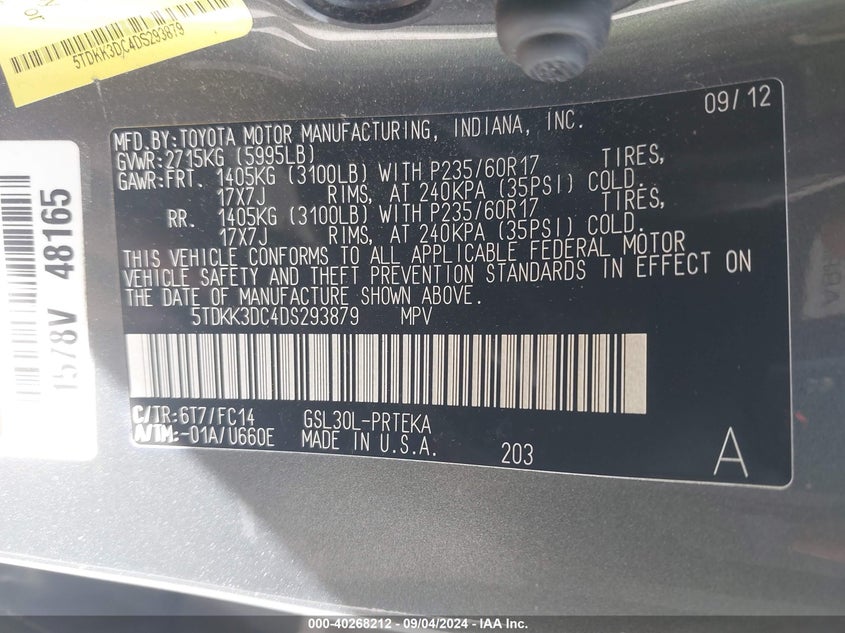 or
5TDKK3DC4DS293879
1578V 48165
09/12
MFD.BY:TOYOTA MOTOR MANUFACTURING, INDIANA, INC.
GVWR:2715KG (5995LB)
GAWR:FRT. 1405KG (3100LB) WITH P235/60R17 TIRES,
17X7J RIMS, AT 240KPA (35PSI) COLD.
RR. 1405KG (3100LB) WITH P235/60R17 TIRES,
17X7J RIMS, AT 240KPA (35PSI) COLD.
THIS VEHICLE CONFORMS TO ALL APPLICABLE FEDERAL MOTOR
VEHICLE SAFETY AND THEFT PREVENTION STANDARDS IN EFFECT ON
THE DATE OF MANUFACTURE SHOWN ABOVE.
5TDKK3DC4DS293879 MPV
C/TR:6T7/FC14 GSL30L-PRTEKA
A/TM:-01A/U660E MADE IN U.S.A. 203 A
000-40268212 - 09/04/2024 - IAA Inc.